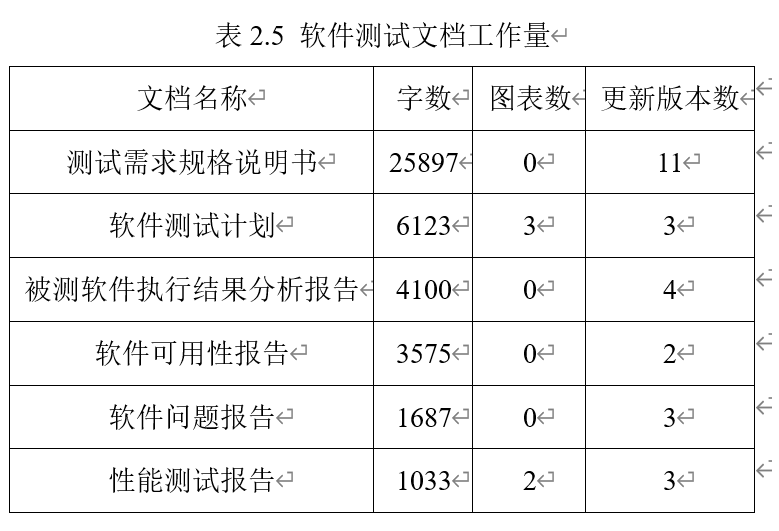 表 2.5 软件测试文档工作量
文档名称 字数 图表数 更新版本数
测试需求规格说明书 25897 0 11
软件测试计划 6123 3 3
被测软件执行结果分析报告 4100 0 4
软件可用性报告 3575 0 2
软件问题报告 1687 0 3
性能测试报告 1033 2 3